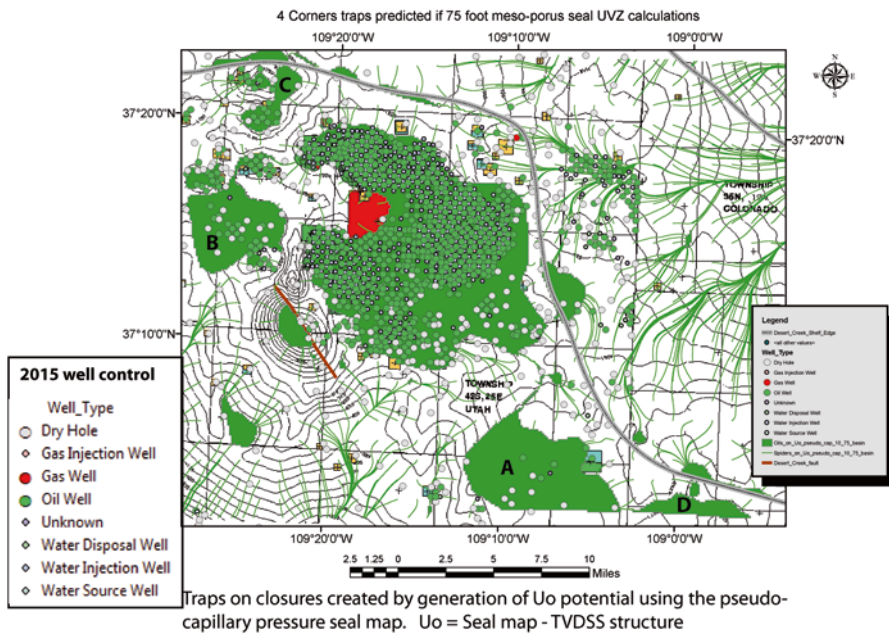 4 Corners traps predicted if 75 foot meso-porus seal UVZ calculations
109°20'0"W
109°10'0"W
109°0'0"W
N
W
E
S
C
37°20'0"N
37°20'0"N
TOWNSHIP
COLORADO
B
37°10'0"N
37°10'0"N
TOWNSHIP
42S, 25E
UTAH
A
D
Legend
Desert_Creek_Shelf_Edge
<all other values>
Well_Type
Dry Hole
Gas Injection Well
Gas Well
Oil Well
Unknown
Water Disposal Well
Water Injection Well
Water Source Well
Oils_on_Uo_pseudo_cap_10_75_basin
Spiders_on_Uo_pseudo_cap_10_75_basin
Desert_Creek_fault
2015 well control
Well_Type
Dry Hole
Gas Injection Well
Gas Well
Oil Well
Unknown
Water Disposal Well
Water Injection Well
Water Source Well
109°20'0"W
109°10'0"W
109°0'0"W
2.5 1.25 0 2.5 5 7.5 10
Miles
Traps on closures created by generation of Uo potential using the pseudo-
capillary pressure seal map. Uo = Seal map - TVDSS structure